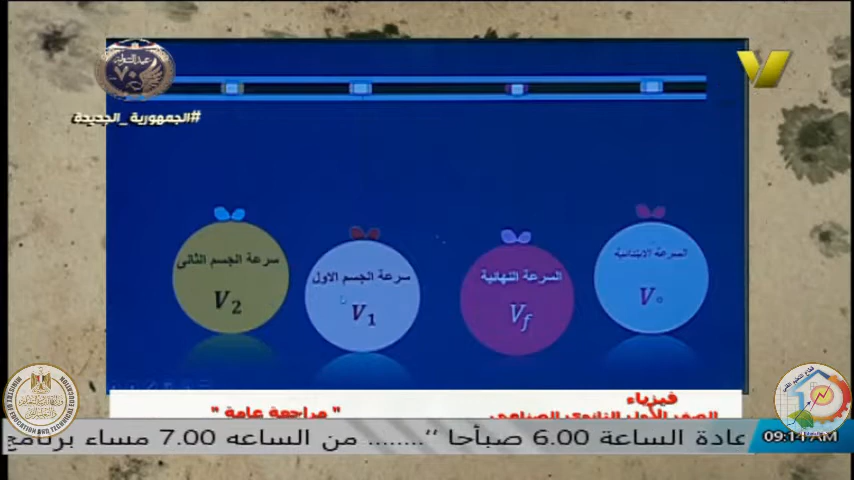 #الجمهورية_الجديدة
السرعة الابتدائية
V∘
السرعة النهائية
Vf
سرعة الجسم الاول
V1
سرعة الجسم الثاني
V2
فيزياء
الصف الأول الثانوي الصناعي
" مراجعة عامة "
عادة الساعة 6.00 صباحا “........ من الساعه 7.00 مساء برنامج
09:14 AM